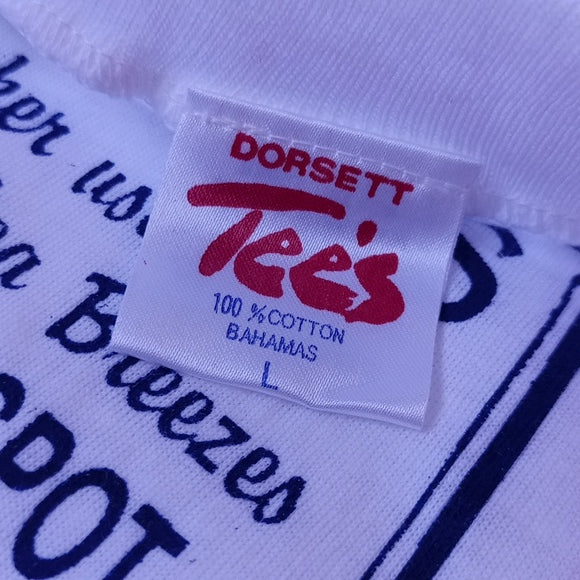 DORSETT
Tee's
100 % COTTON
BAHAMAS
L
Breezes
SPOT